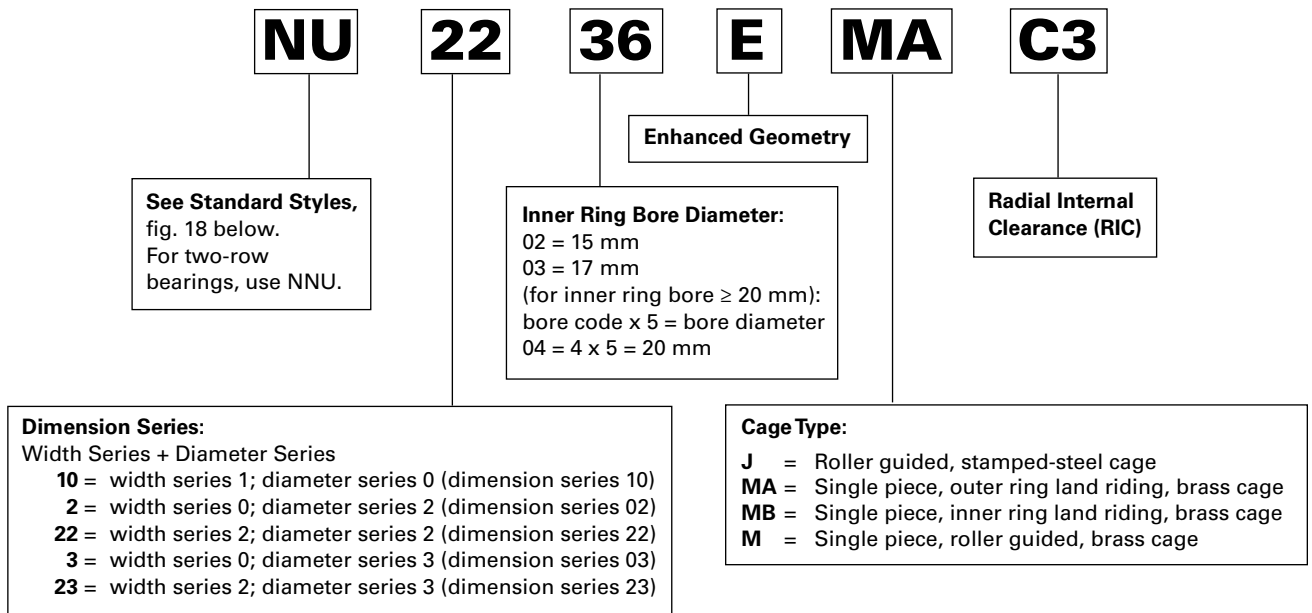 NU 22 36 E MA C3
Enhanced Geometry
See Standard Styles,
fig. 18 below.
For two-row
bearings, use NNU.
Inner Ring Bore Diameter:
02 = 15 mm
03 = 17 mm
(for inner ring bore ≥ 20 mm):
bore code x 5 = bore diameter
04 = 4 x 5 = 20 mm
Radial Internal
Clearance (RIC)
Dimension Series:
Width Series + Diameter Series
10 = width series 1; diameter series 0 (dimension series 10)
2 = width series 0; diameter series 2 (dimension series 02)
22 = width series 2; diameter series 2 (dimension series 22)
3 = width series 0; diameter series 3 (dimension series 03)
23 = width series 2; diameter series 3 (dimension series 23)
Cage Type:
J = Roller guided, stamped-steel cage
MA = Single piece, outer ring land riding, brass cage
MB = Single piece, inner ring land riding, brass cage
M = Single piece, roller guided, brass cage